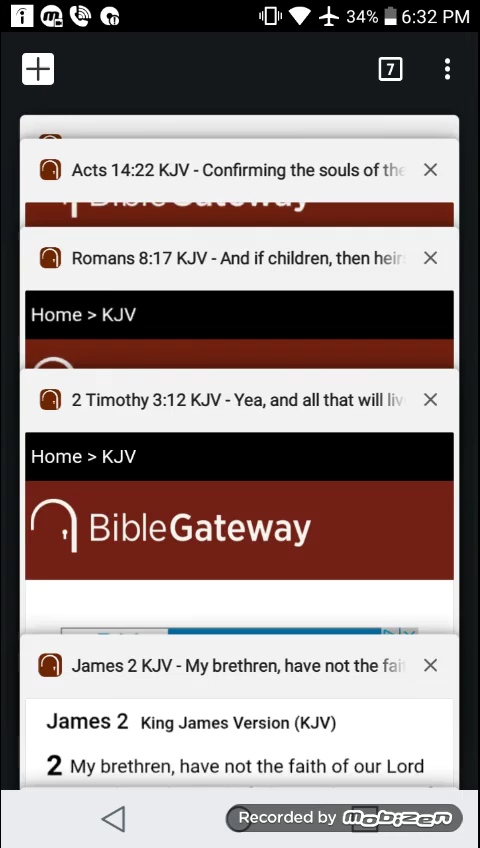 34% 6:32 PM
7
Acts 14:22 KJV - Confirming the souls of the
BibleGateway
Romans 8:17 KJV - And if children, then heirs
Home > KJV
2 Timothy 3:12 KJV - Yea, and all that will live
Home > KJV
BibleGateway
James 2 KJV - My brethren, have not the fai
James 2 King James Version (KJV)
2 My brethren, have not the faith of our Lord
Recorded by Mobizen